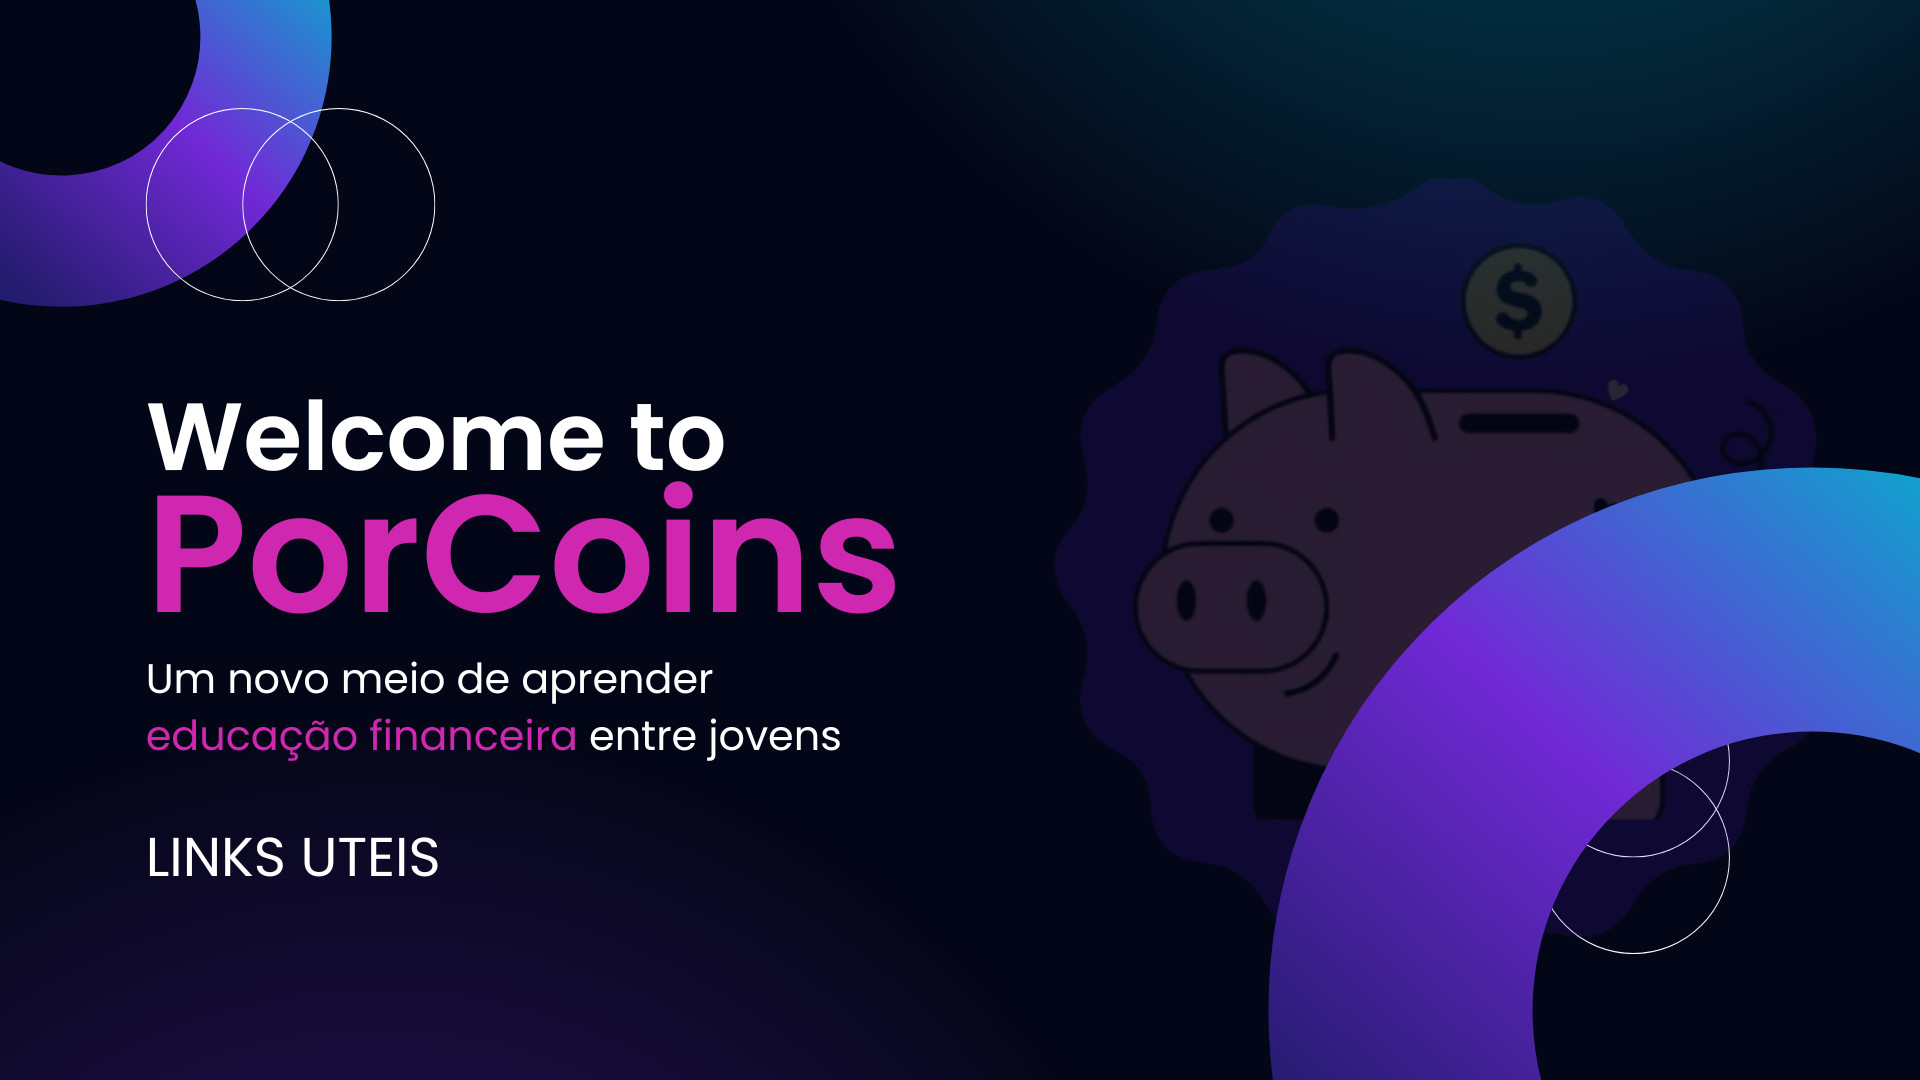 Welcome to
PorCoins
Um novo meio de aprender
educação financeira entre jovens
LINKS UTEIS
$